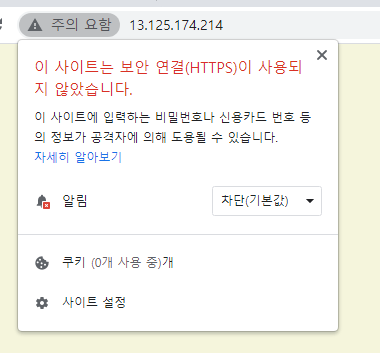 주의 요함 13.125.174.214
이 사이트는 보안 연결(HTTPS)이 사용되
지 않았습니다.
이 사이트에 입력하는 비밀번호나 신용카드 번호 등
의 정보가 공격자에 의해 도용될 수 있습니다.
자세히 알아보기
알림 차단(기본값)
쿠키 (0개 사용 중)개
사이트 설정